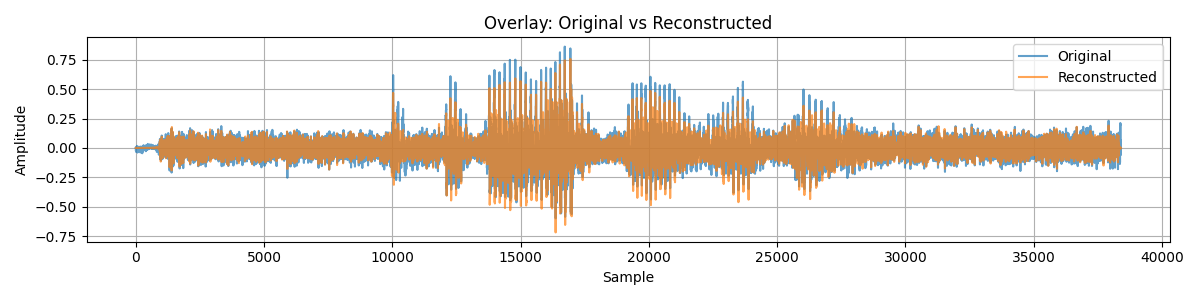 Overlay: Original vs Reconstructed
Original
Reconstructed
Amplitude
0.75
0.50
0.25
0.00
−0.25
−0.50
−0.75
0 5000 10000 15000 20000 25000 30000 35000 40000
Sample